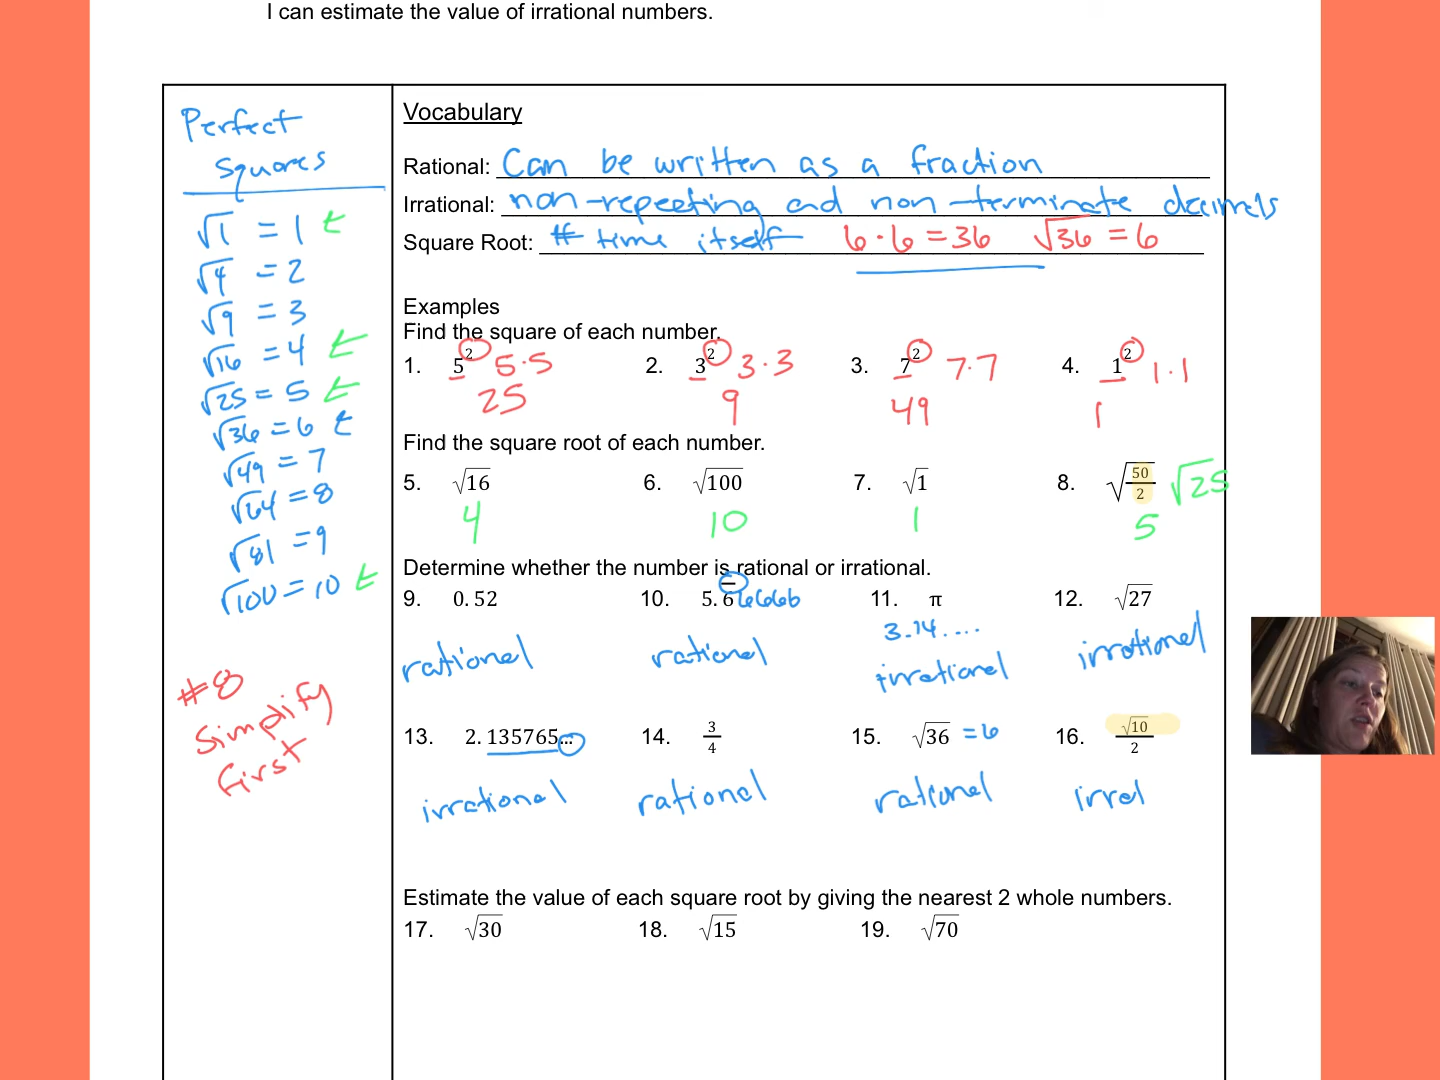 I can estimate the value of irrational numbers.
Perfect
squares
√1 = 1 t
√4 = 2
√9 = 3
√16 = 4 t
√25 = 5 t
√36 = 6 t
√49 = 7
√64 = 8
√81 = 9
√100 = 10 t
#8
Simplify
first
Vocabulary
Rational: Can be written as a fraction
Irrational: non-repeating and non-terminate decimals
Square Root: # time itself 6·6=36 √36 = 6
Examples
Find the square of each number.
1. 5² 5·5 2. 3² 3·3 3. 7² 7·7 4. 1² 1·1
25 9 49 1
Find the square root of each number.
5. √16 6. √100 7. √1 8. √(50/2) √25
4 10 1 5
Determine whether the number is rational or irrational.
9. 0.52 10. 5.6̅ 6666 11. π 12. √27
3.14....
rational rational irrational irrational
13. 2.135765... 14. 3/4 15. √36 = 6 16. √10/2
irrational rational rational irral
Estimate the value of each square root by giving the nearest 2 whole numbers.
17. √30 18. √15 19. √70